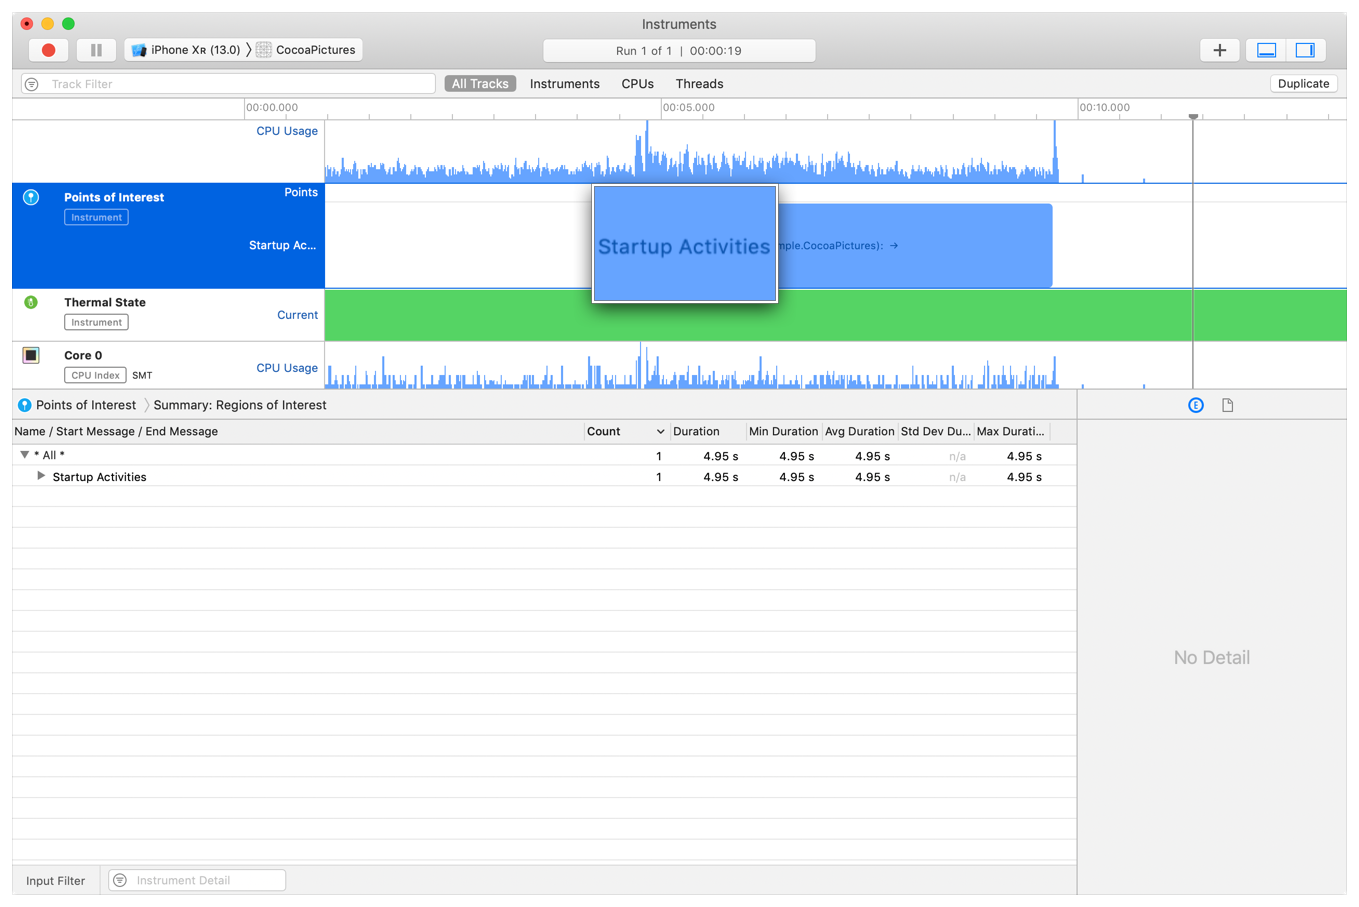 Instruments
iPhone XR (13.0) CocoaPictures
Run 1 of 1 | 00:00:19
Track Filter
All Tracks Instruments CPUs Threads
Duplicate
00:00.000 00:05.000 00:10.000
CPU Usage
Points of Interest
Instrument
Points
Startup Ac...
Startup Activities
mple.CocoaPictures): →
Thermal State
Instrument
Current
Core 0
CPU Index SMT
CPU Usage
Points of Interest Summary: Regions of Interest
E
Name / Start Message / End Message Count Duration Min Duration Avg Duration Std Dev Du... Max Durati...
* All * 1 4.95 s 4.95 s 4.95 s n/a 4.95 s
Startup Activities 1 4.95 s 4.95 s 4.95 s n/a 4.95 s
No Detail
Input Filter Instrument Detail